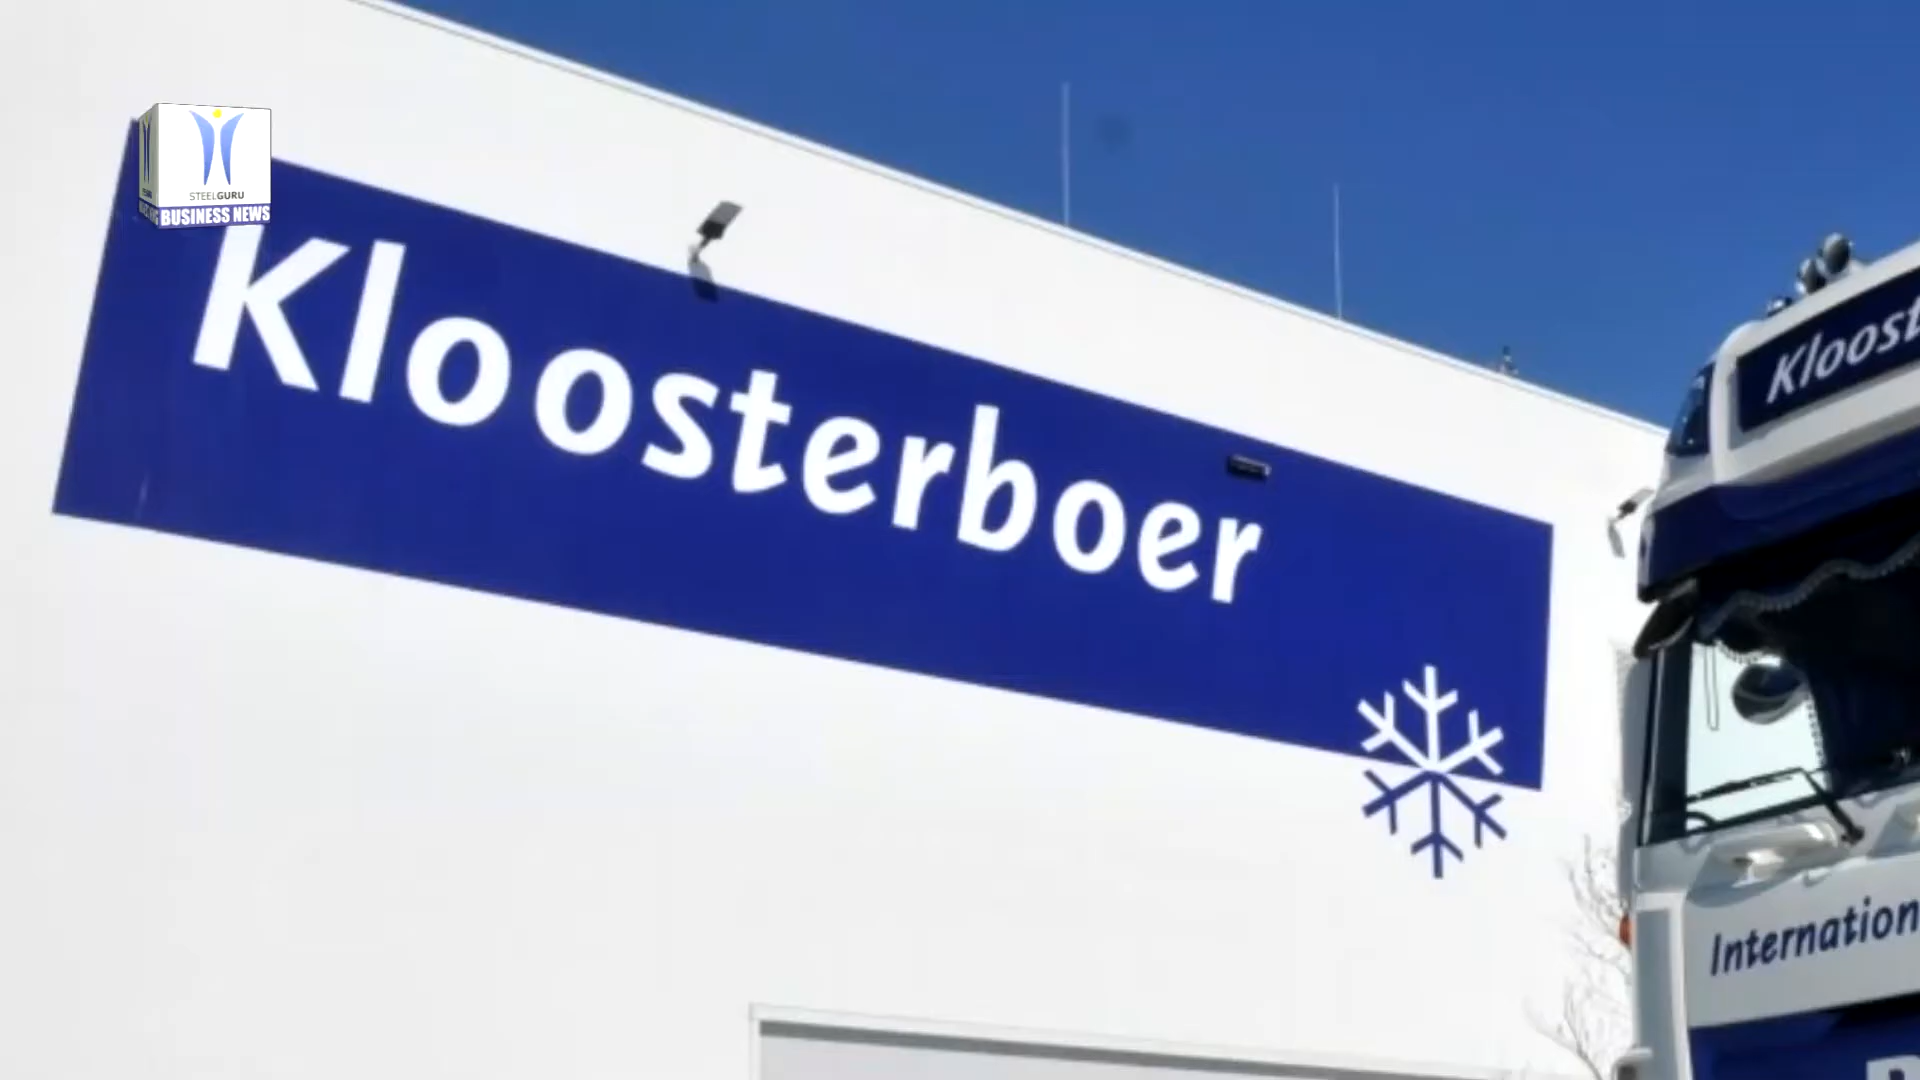 STEELGURU
BUSINESS NEWS
Kloosterboer
Kloost
Internation